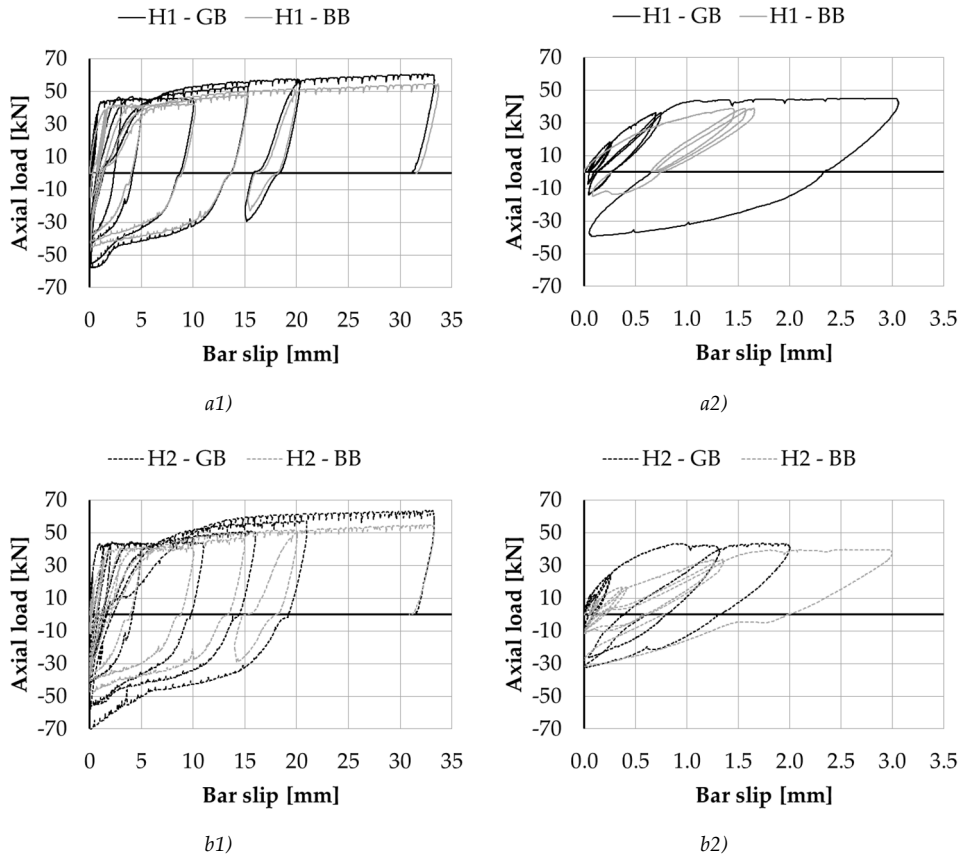 H1 - GB H1 - BB
70
50
30
10
-10
-30
-50
-70
Axial load [kN]
0 5 10 15 20 25 30 35
Bar slip [mm]
a1)
H1 - GB H1 - BB
70
50
30
10
-10
-30
-50
-70
Axial load [kN]
0.0 0.5 1.0 1.5 2.0 2.5 3.0 3.5
Bar slip [mm]
a2)
H2 - GB H2 - BB
70
50
30
10
-10
-30
-50
-70
Axial load [kN]
0 5 10 15 20 25 30 35
Bar slip [mm]
b1)
H2 - GB H2 - BB
70
50
30
10
-10
-30
-50
-70
Axial load [kN]
0.0 0.5 1.0 1.5 2.0 2.5 3.0 3.5
Bar slip [mm]
b2)